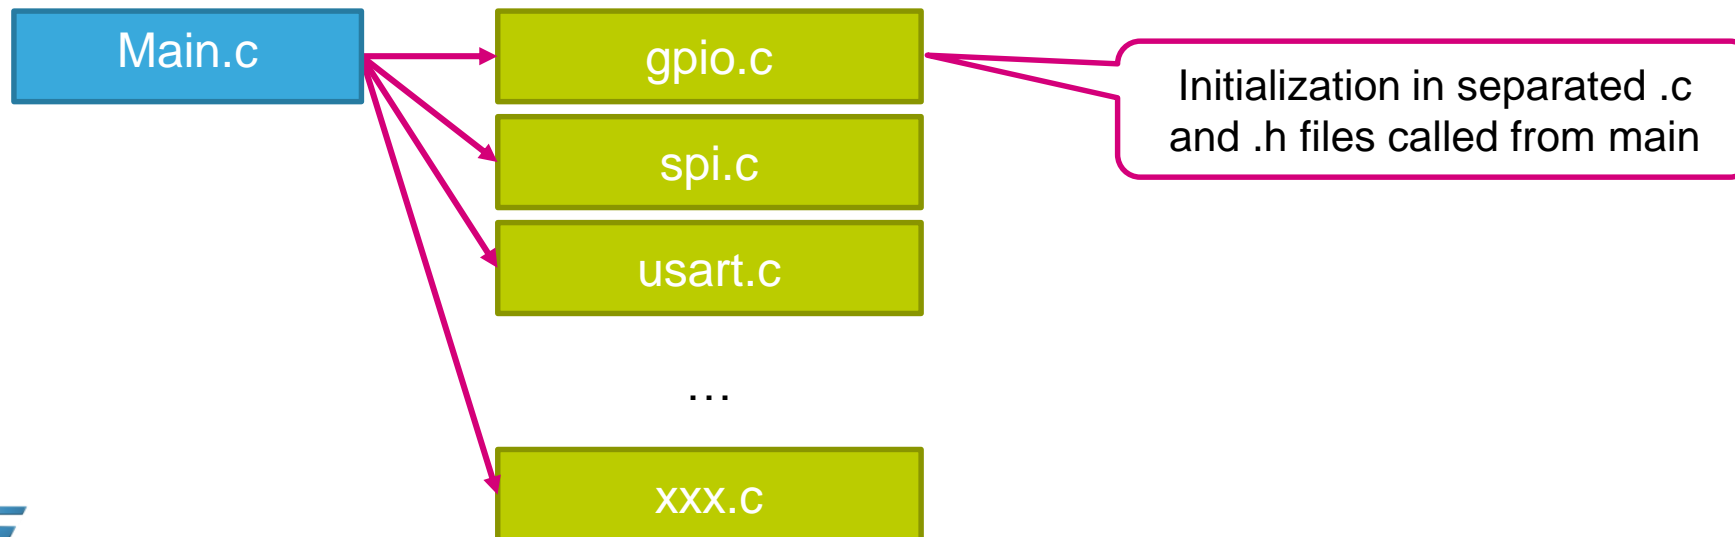 Main.c
gpio.c
Initialization in separated .c
and .h files called from main
spi.c
usart.c
…
xxx.c